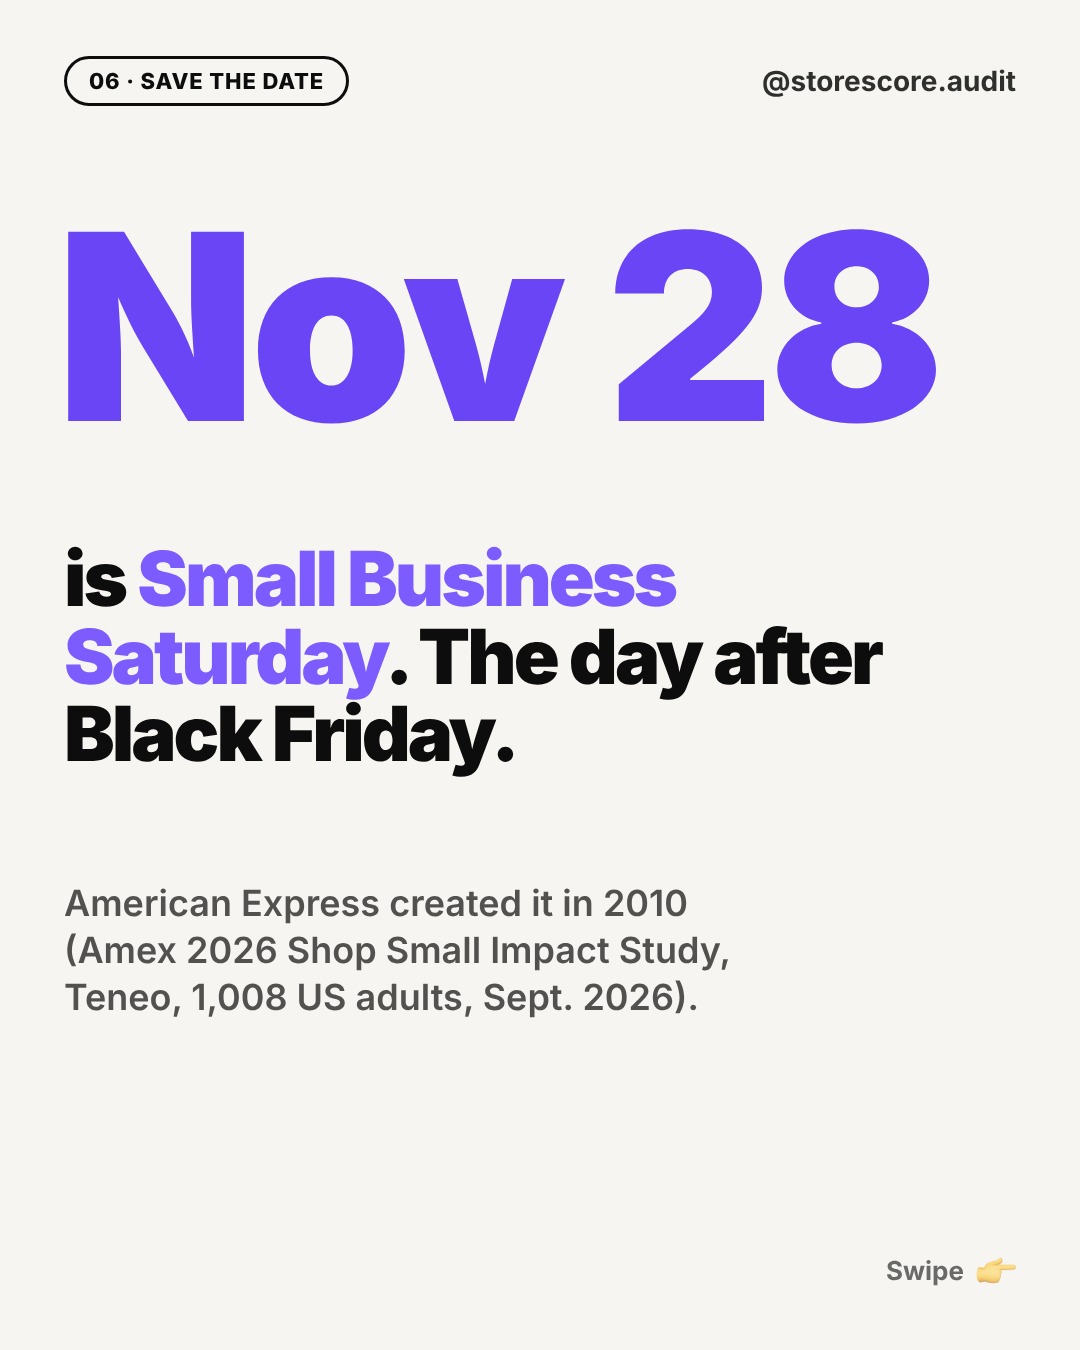 06 · SAVE THE DATE
@storescore.audit
Nov 28
is Small Business
Saturday. The day after
Black Friday.
American Express created it in 2010
(Amex 2026 Shop Small Impact Study,
Teneo, 1,008 US adults, Sept. 2026).
Swipe 👉